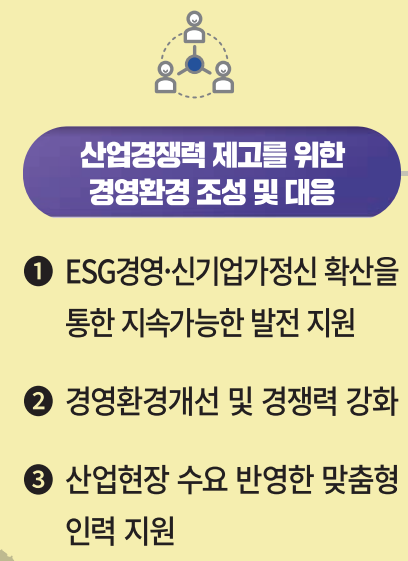 산업경쟁력 제고를 위한
경영환경 조성 및 대응
❶ ESG경영·신기업가정신 확산을
통한 지속가능한 발전 지원
❷ 경영환경개선 및 경쟁력 강화
❸ 산업현장 수요 반영한 맞춤형
인력 지원